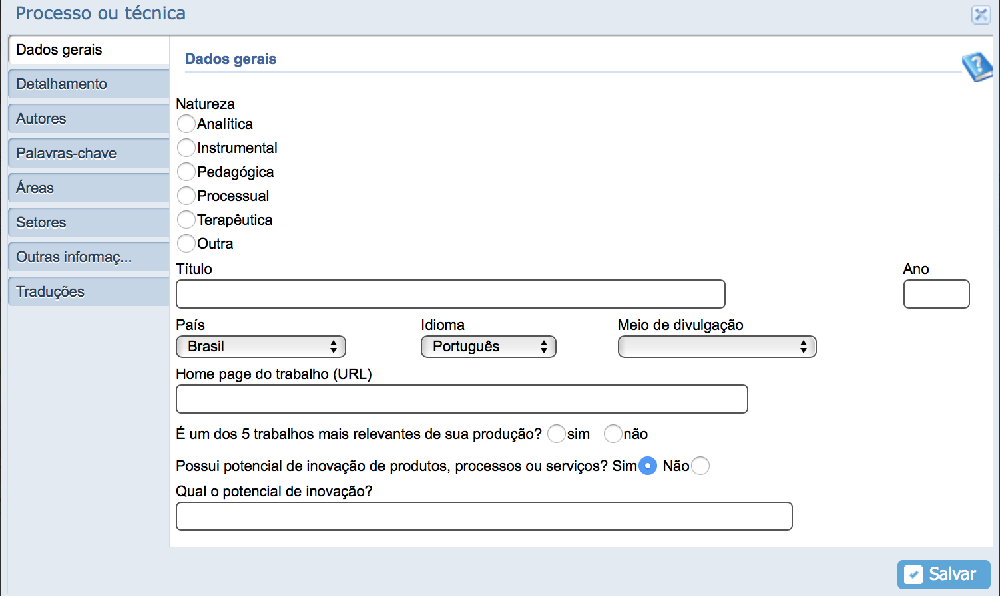 Processo ou técnica
Dados gerais
Detalhamento
Autores
Palavras-chave
Áreas
Setores
Outras informaç...
Traduções
Dados gerais
?
Natureza
Analítica
Instrumental
Pedagógica
Processual
Terapêutica
Outra
Título
Ano
País
Idioma
Meio de divulgação
Brasil
Português
Home page do trabalho (URL)
É um dos 5 trabalhos mais relevantes de sua produção? sim não
Possui potencial de inovação de produtos, processos ou serviços? Sim Não
Qual o potencial de inovação?
Salvar